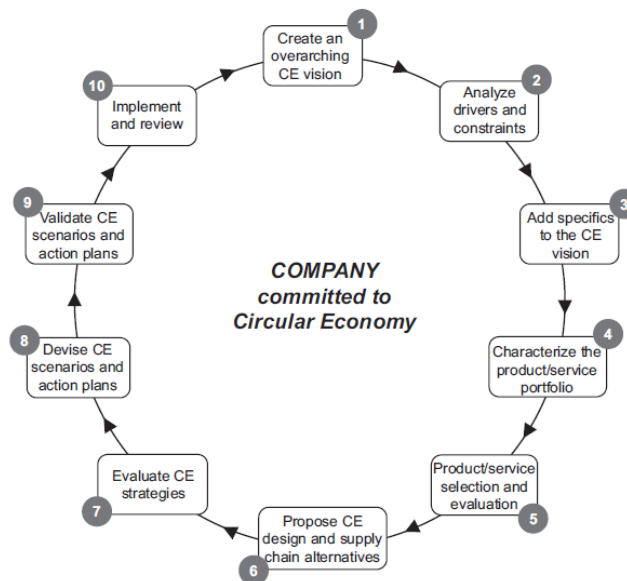 1
Create an
overarching
CE vision
2
Analyze
drivers and
constraints
3
Add specifics
to the CE
vision
4
Characterize the
product/service
portfolio
5
Product/service
selection and
evaluation
6
Propose CE
design and supply
chain alternatives
7
Evaluate CE
strategies
8
Devise CE
scenarios and
action plans
9
Validate CE
scenarios and
action plans
10
Implement
and review
COMPANY
committed to
Circular Economy